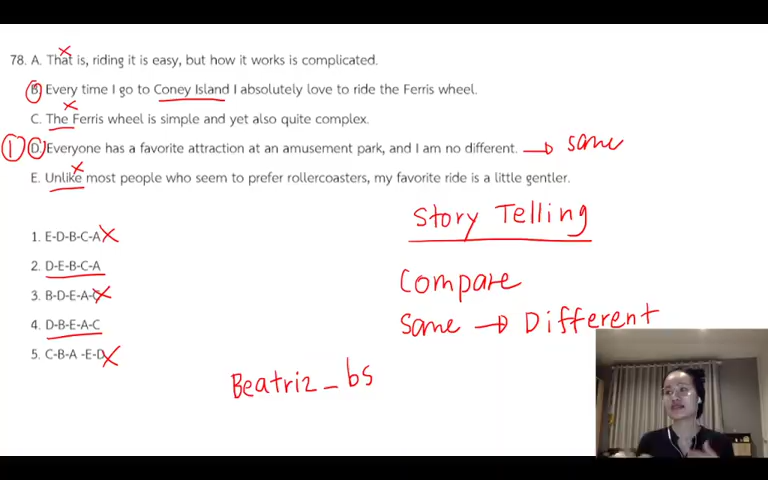 78. A. That is, riding it is easy, but how it works is complicated.
B. Every time I go to Coney Island I absolutely love to ride the Ferris wheel.
C. The Ferris wheel is simple and yet also quite complex.
1 D. Everyone has a favorite attraction at an amusement park, and I am no different. → same
E. Unlike most people who seem to prefer rollercoasters, my favorite ride is a little gentler.
Story Telling
1. E-D-B-C-A
2. D-E-B-C-A
3. B-D-E-A-C
4. D-B-E-A-C
5. C-B-A -E-D
Compare
Same → Different
Beatriz_bs